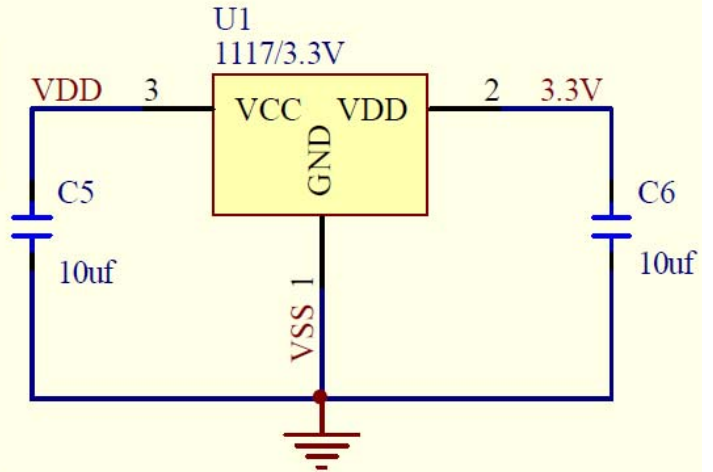 U1
1117/3.3V
VDD 3 VCC VDD 2 3.3V
GND
C5 C6
10uf 10uf
VSS 1